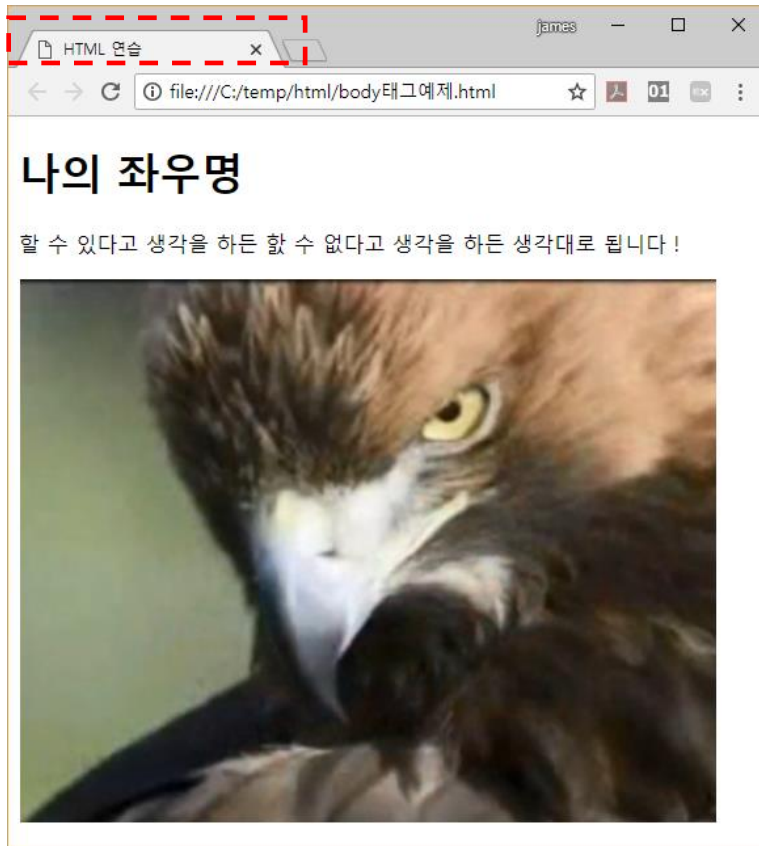 james
HTML 연습
file:///C:/temp/html/body태그예제.html
01
나의 좌우명
할 수 있다고 생각을 하든 핤 수 없다고 생각을 하든 생각대로 됩니다 !